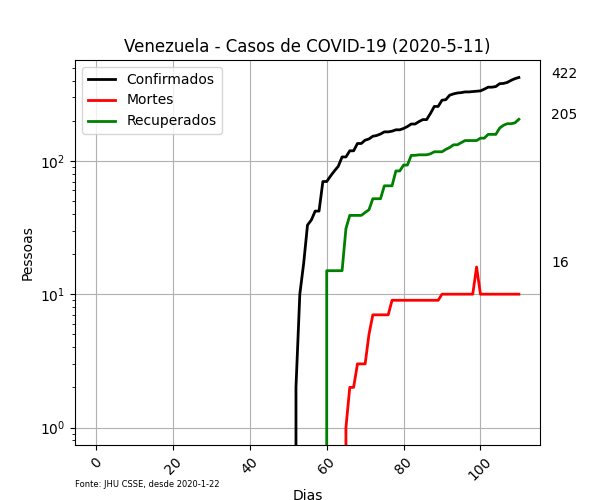 Venezuela - Casos de COVID-19 (2020-5-11)
Confirmados
Mortes
Recuperados
422
205
16
Pessoas
10²
10¹
10⁰
0
20
40
60
80
100
Fonte: JHU CSSE, desde 2020-1-22
Dias